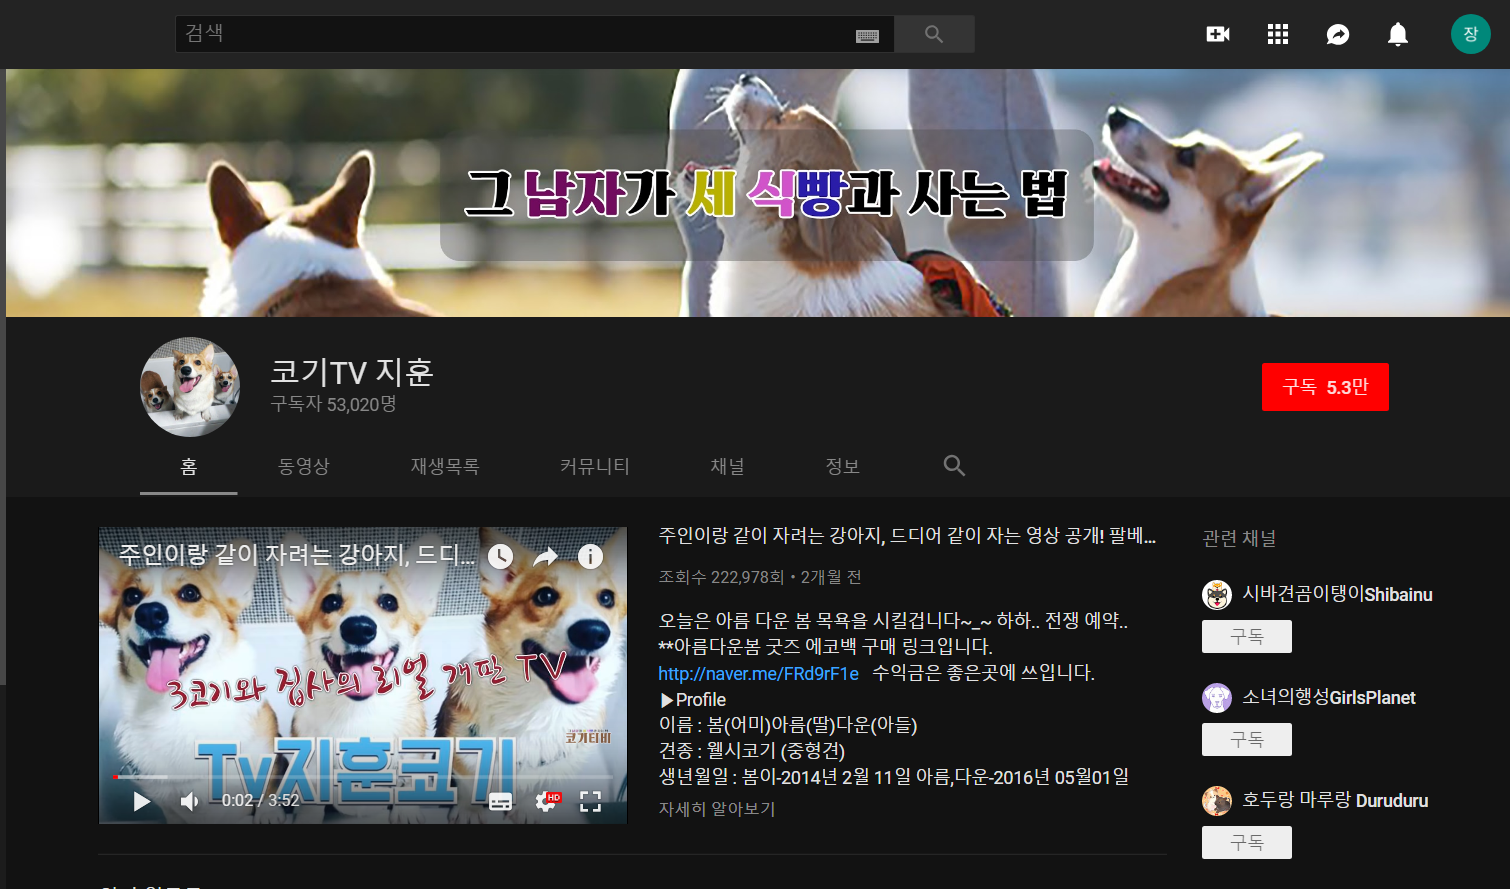 검색
장
그 남자가 세 식빵과 사는 법
코기TV 지훈
구독자 53,020명
구독 5.3만
홈 동영상 재생목록 커뮤니티 채널 정보
주인이랑 같이 자려는 강아지, 드디...
3코기와 집사의 리얼 개판 TV
코기티비
Tv지훈코기
0:02 / 3:52
HD
주인이랑 같이 자려는 강아지, 드디어 같이 자는 영상 공개! 팔베...
조회수 222,978회 • 2개월 전
오늘은 아름 다운 봄 목욕을 시킬겁니다~_~ 하하.. 전쟁 예약..
**아름다운봄 굿즈 에코백 구매 링크입니다.
http://naver.me/FRd9rF1e 수익금은 좋은곳에 쓰입니다.
▶Profile
이름 : 봄(어미)아름(딸)다운(아들)
견종 : 웰시코기 (중형견)
생년월일 : 봄이-2014년 2월 11일 아름,다운-2016년 05월01일
자세히 알아보기
관련 채널
시바견곰이탱이Shibainu
구독
소녀의행성GirlsPlanet
구독
호두랑 마루랑 Duruduru
구독